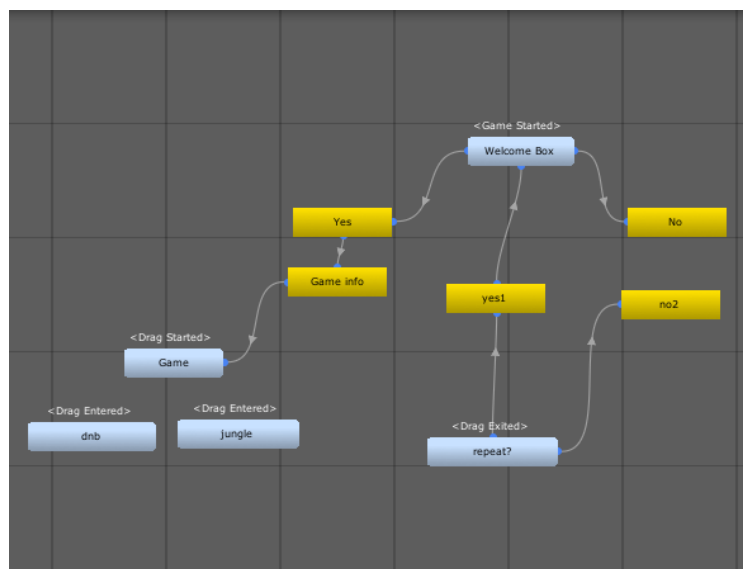 <Game Started>
Welcome Box
Yes
No
Game info
yes1
no2
<Drag Started>
Game
<Drag Entered>
dnb
<Drag Entered>
jungle
<Drag Exited>
repeat?